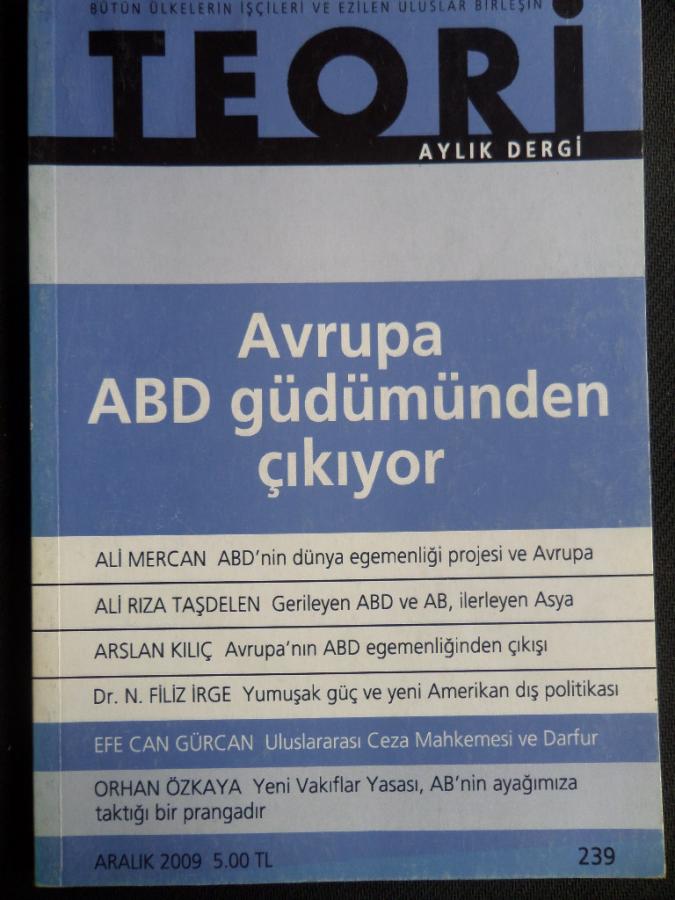 BÜTÜN ÜLKELERİN İŞÇİLERİ VE EZİLEN ULUSLAR BİRLEŞİN
TEORİ
AYLIK DERGİ
Avrupa
ABD güdümünden
çıkıyor
ALİ MERCAN ABD'nin dünya egemenliği projesi ve Avrupa
ALİ RIZA TAŞDELEN Gerileyen ABD ve AB, ilerleyen Asya
ARSLAN KILIÇ Avrupa'nın ABD egemenliğinden çıkışı
Dr. N. FİLİZ İRGE Yumuşak güç ve yeni Amerikan dış politikası
EFE CAN GÜRCAN Uluslararası Ceza Mahkemesi ve Darfur
ORHAN ÖZKAYA Yeni Vakıflar Yasası, AB'nin ayağımıza
taktığı bir prangadır
ARALIK 2009 5.00 TL 239